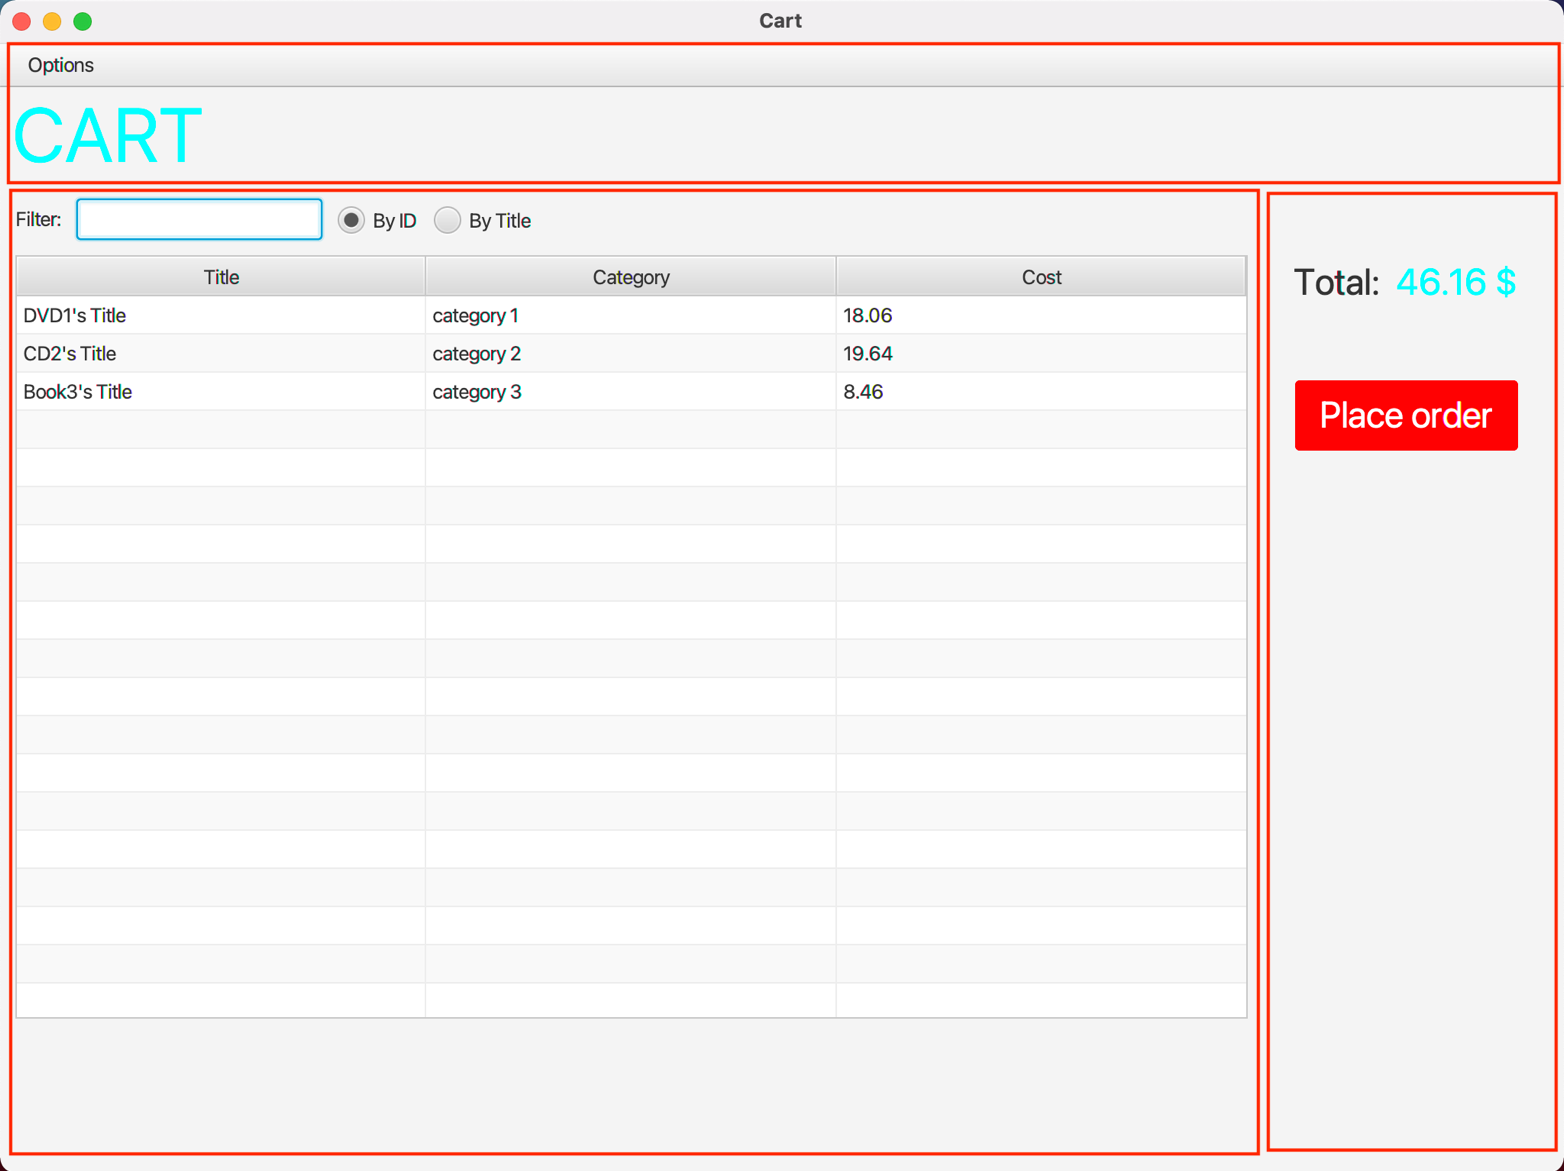 Cart
Options
CART
Filter: By ID By Title
Title Category Cost
DVD1's Title category 1 18.06
CD2's Title category 2 19.64
Book3's Title category 3 8.46
Total: 46.16 $
Place order